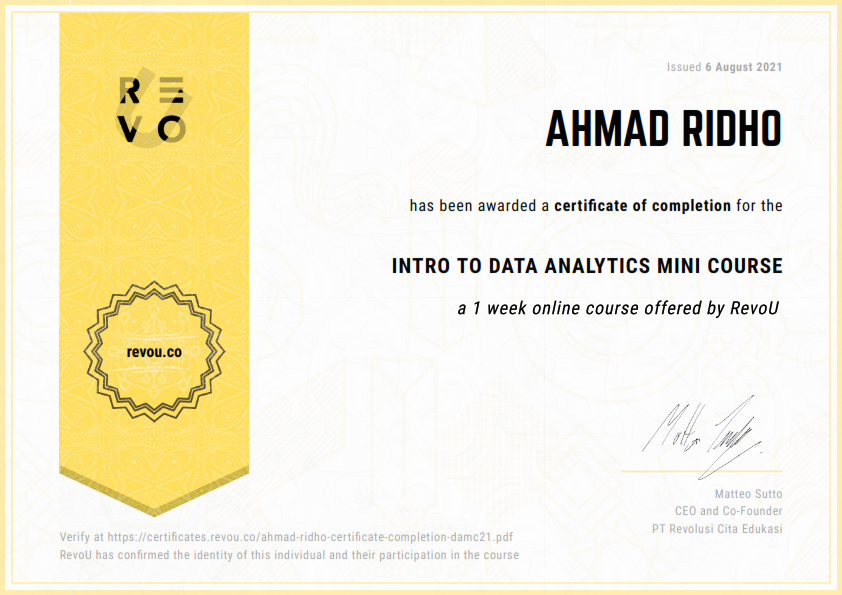 RE
VO
Issued 6 August 2021
AHMAD RIDHO
has been awarded a certificate of completion for the
INTRO TO DATA ANALYTICS MINI COURSE
a 1 week online course offered by RevoU
revou.co
Matteo Sutto
CEO and Co-Founder
PT Revolusi Cita Edukasi
Verify at https://certificates.revou.co/ahmad-ridho-certificate-completion-damc21.pdf
RevoU has confirmed the identity of this individual and their participation in the course